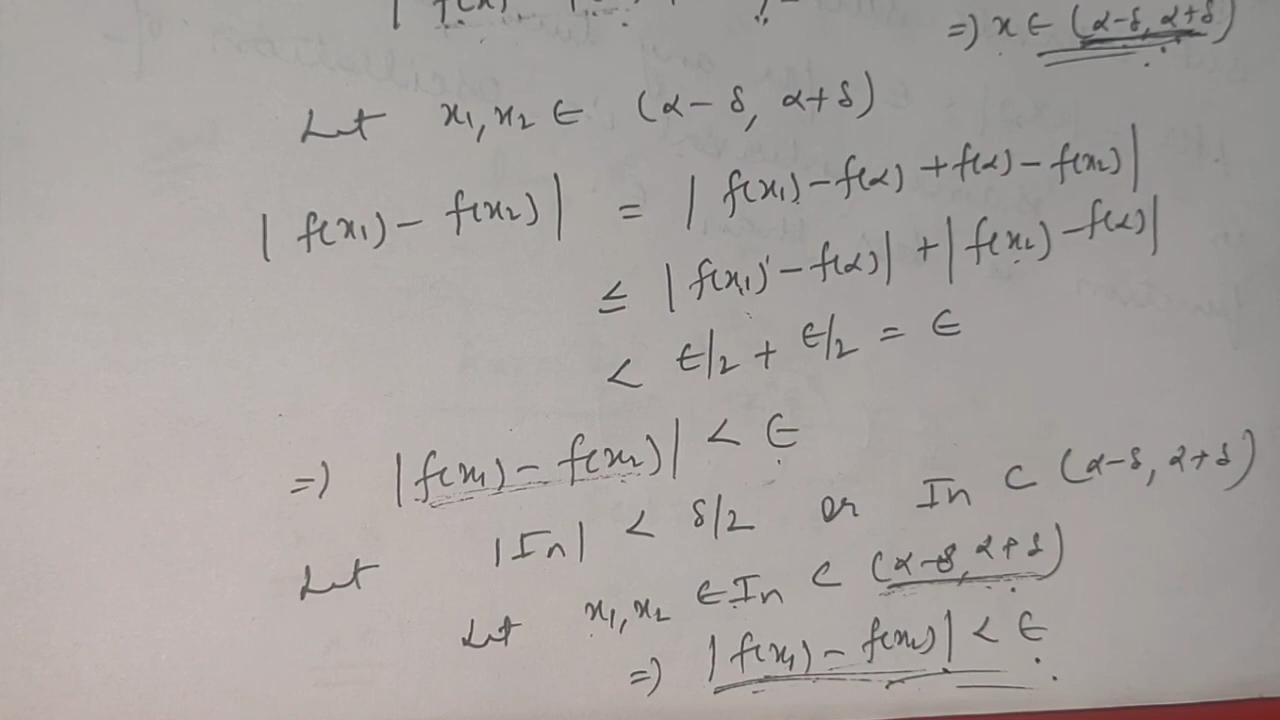 | f(x)
=) x ∈ (α-δ, α+δ)
Let x₁, x₂ ∈ (α-δ, α+δ)
| f(x₁) - f(x₂) | = | f(x₁) - f(α) + f(α) - f(x₂) |
≤ | f(x₁) - f(α) | + | f(x₂) - f(α) |
< ∈/2 + ∈/2 = ∈
=) | f(x₁) - f(x₂) | < ∈
Let |In| < δ/2 or In ⊂ (α-δ, α+δ)
Let x₁, x₂ ∈ In ⊂ (α-δ, α+δ)
=) | f(x₁) - f(x₂) | < ∈